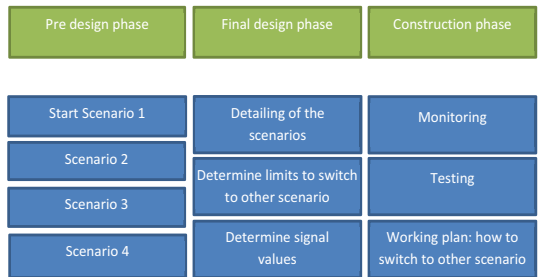 Pre design phase
Final design phase
Construction phase
Start Scenario 1
Scenario 2
Scenario 3
Scenario 4
Detailing of the
scenarios
Determine limits to switch
to other scenario
Determine signal
values
Monitoring
Testing
Working plan: how to
switch to other scenario